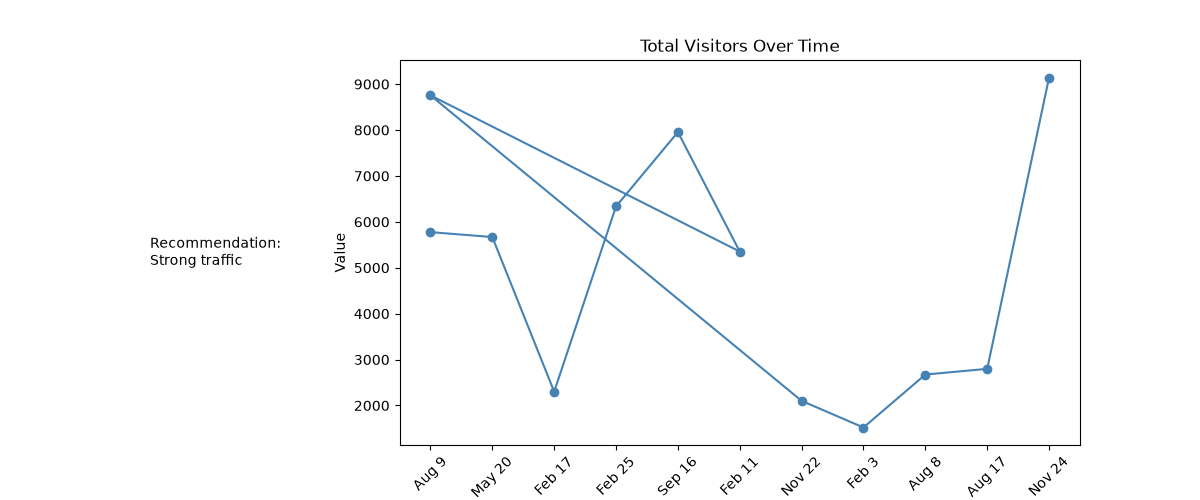 Total Visitors Over Time
Recommendation:
Strong traffic
Value
9000
8000
7000
6000
5000
4000
3000
2000
Aug 9
May 20
Feb 17
Feb 25
Sep 16
Feb 11
Nov 22
Feb 3
Aug 8
Aug 17
Nov 24